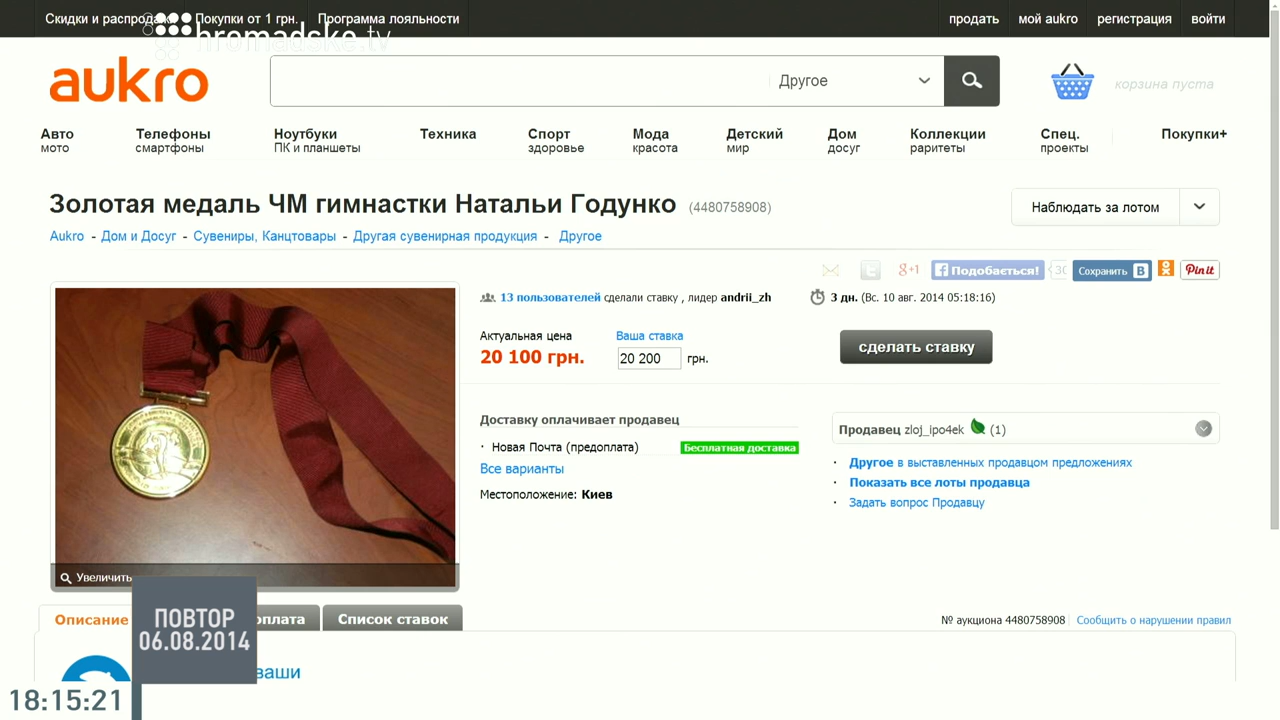 Скидки и распродажи Покупки от 1 грн. Программа лояльности продать мой aukro регистрация войти
hromadske.tv
aukro Другое корзина пуста
Авто Телефоны Ноутбуки Техника Спорт Мода Детский Дом Коллекции Спец. Покупки+
мото смартфоны ПК и планшеты здоровье красота мир досуг раритеты проекты
Золотая медаль ЧМ гимнастки Натальи Годунко (4480758908) Наблюдать за лотом
Aukro - Дом и Досуг - Сувениры, Канцтовары - Другая сувенирная продукция - Другое
g+1 Подобається! Сохранить B Pin it
13 пользователей сделали ставку , лидер andrii_zh 3 дн. (Вс. 10 авг. 2014 05:18:16)
Актуальная цена Ваша ставка
20 100 грн. 20 200 грн. сделать ставку
Доставку оплачивает продавец
Продавец zloj_ipo4ek (1)
· Новая Почта (предоплата) Бесплатная доставка
Все варианты
Местоположение: Киев
· Другое в выставленных продавцом предложениях
· Показать все лоты продавца
· Задать вопрос Продавцу
Увеличить
Описание оплата Список ставок № аукциона 4480758908 Сообщить о нарушении правил
ПОВТОР
06.08.2014
ваши
18:15:21